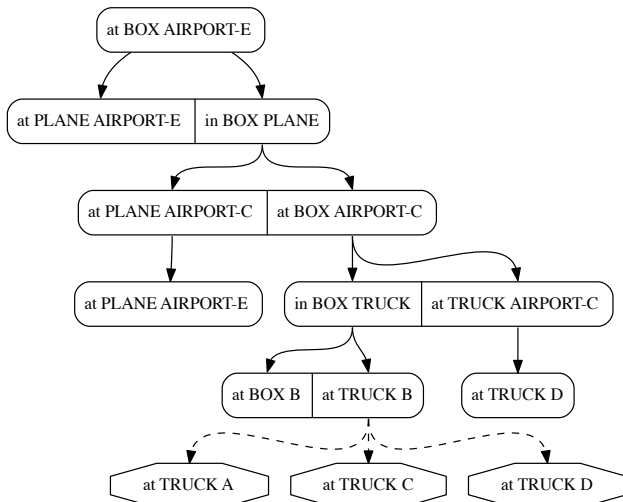 at BOX AIRPORT-E
at PLANE AIRPORT-E in BOX PLANE
at PLANE AIRPORT-C at BOX AIRPORT-C
at PLANE AIRPORT-E in BOX TRUCK at TRUCK AIRPORT-C
at BOX B at TRUCK B at TRUCK D
at TRUCK A at TRUCK C at TRUCK D